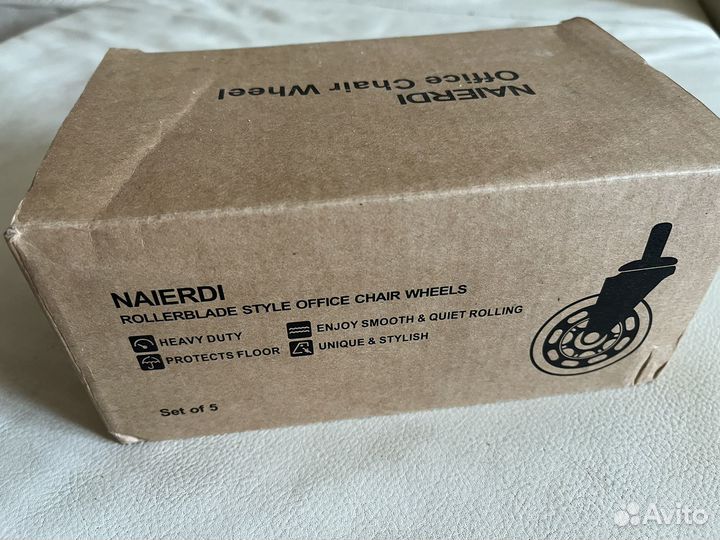 NAIERDI
Office Chair Wheel
NAIERDI
ROLLERBLADE STYLE OFFICE CHAIR WHEELS
HEAVY DUTY
ENJOY SMOOTH & QUIET ROLLING
PROTECTS FLOOR
UNIQUE & STYLISH
Set of 5
Avito